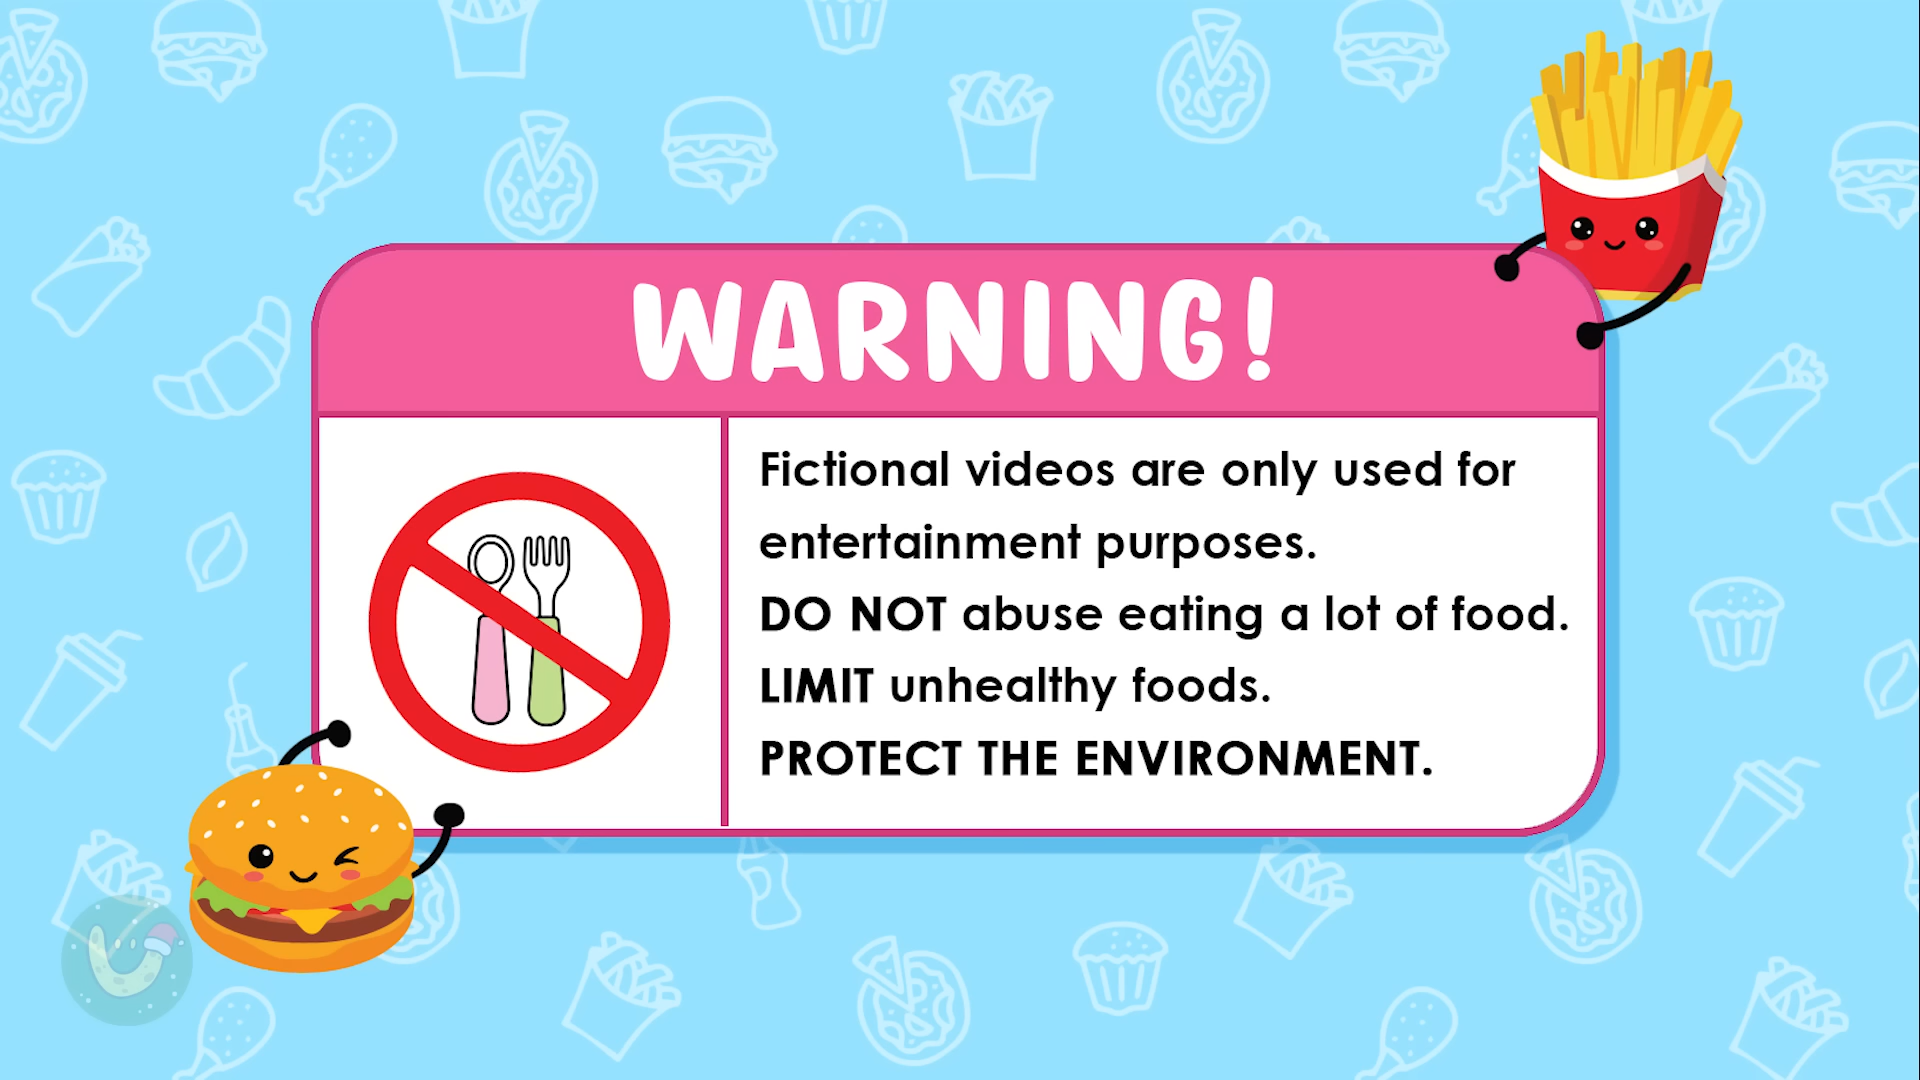 WARNING!
Fictional videos are only used for
entertainment purposes.
DO NOT abuse eating a lot of food.
LIMIT unhealthy foods.
PROTECT THE ENVIRONMENT.